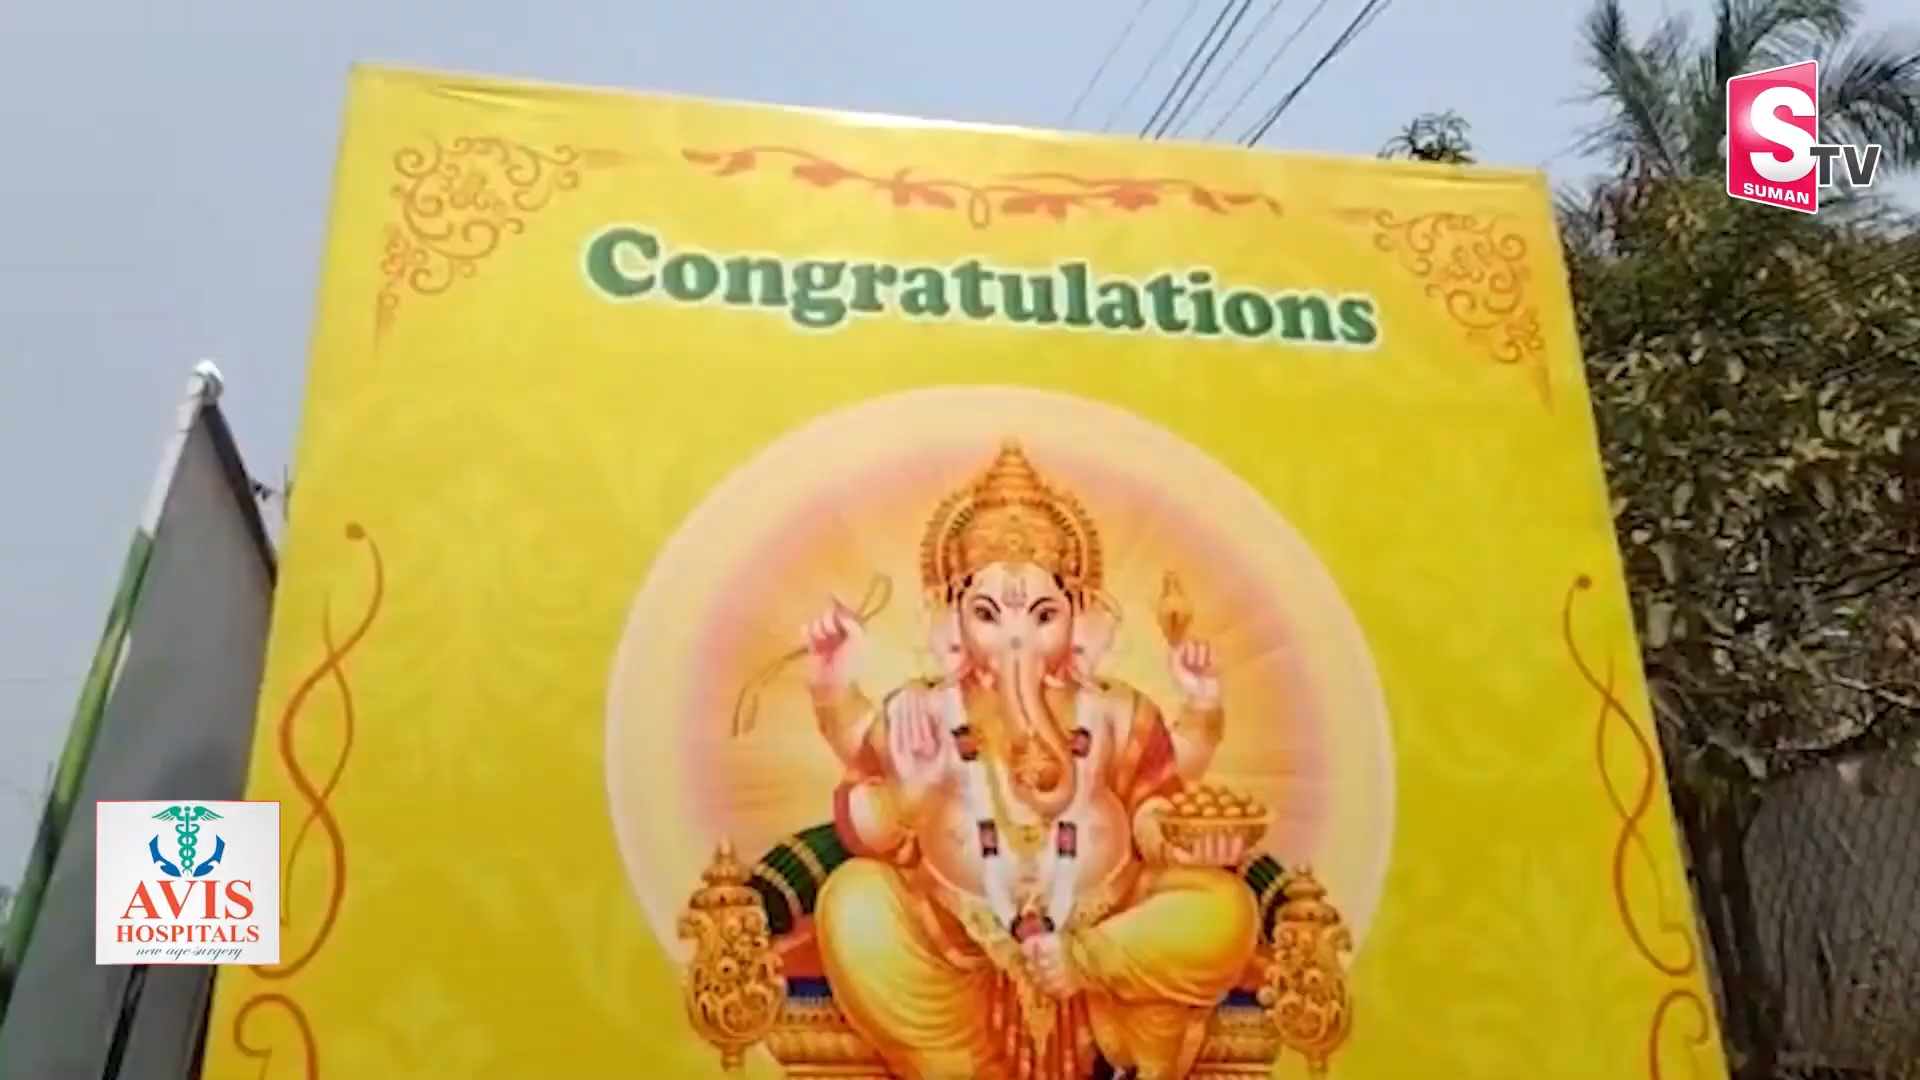 Congratulations
S
TV
SUMAN
AVIS
HOSPITALS
new age surgery